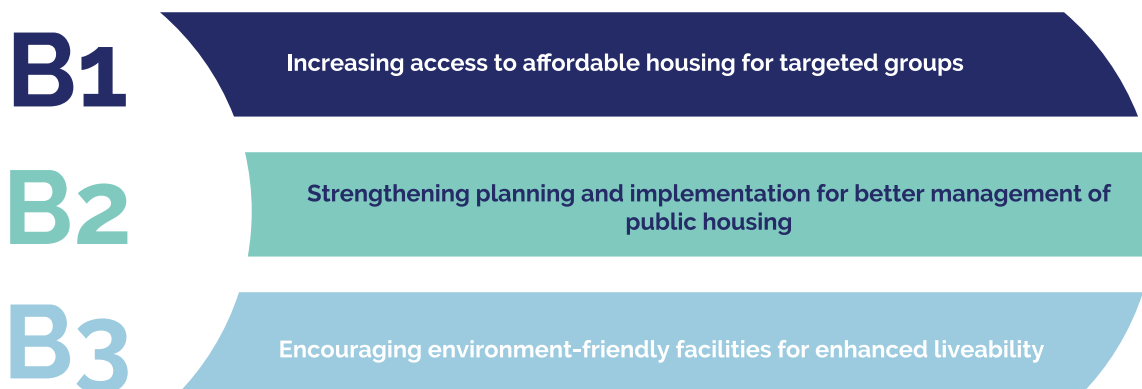 B1
Increasing access to affordable housing for targeted groups
B2
Strengthening planning and implementation for better management of
public housing
B3
Encouraging environment-friendly facilities for enhanced liveability